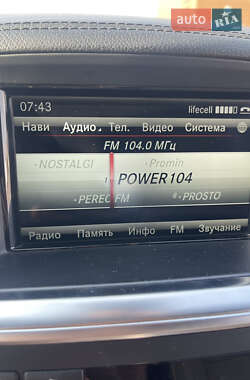 AUTO.RIA
07:43 lifecell
Нави Аудио Тел. Видео Система
FM 104.0 МГц
NOSTALGI Promin
POWER104
PEREC FM PROSTO
Радио Память Инфо FM Звучание